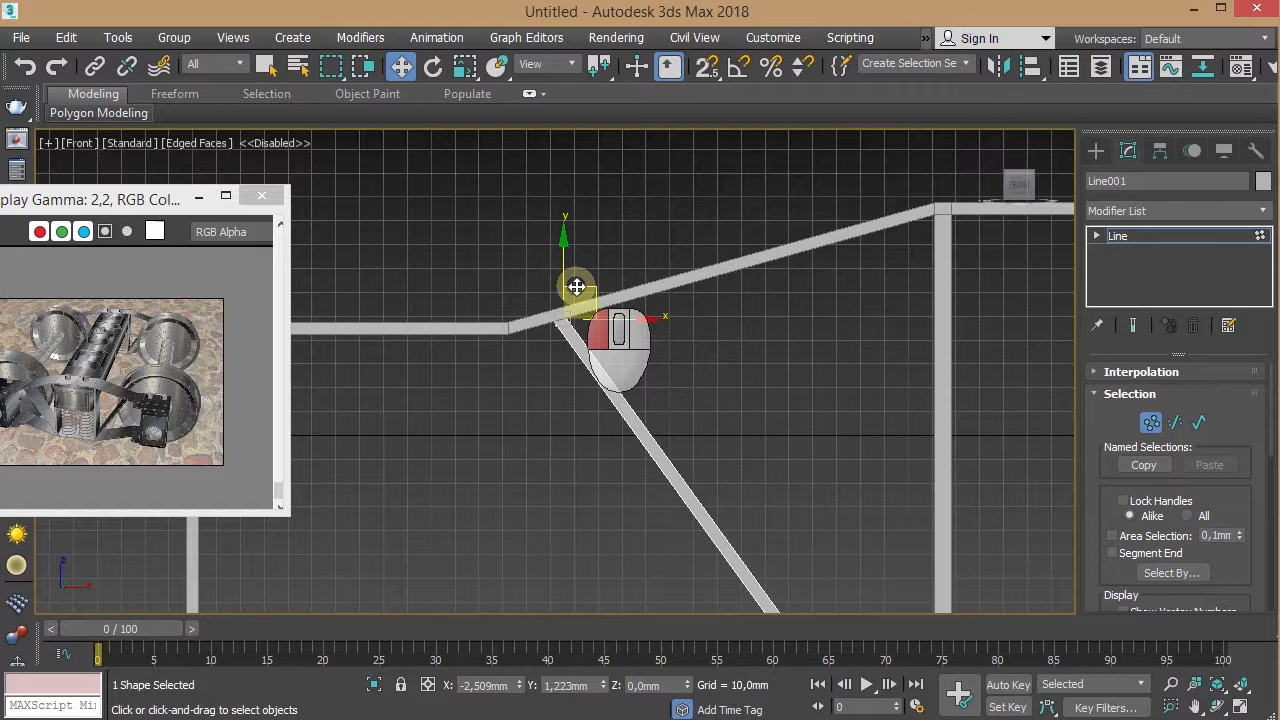 3
Untitled - Autodesk 3ds Max 2018
File Edit Tools Group Views Create Modifiers Animation Graph Editors Rendering Civil View Customize Scripting » Sign In Workspaces: Default
All View Create Selection Se
Modeling Freeform Selection Object Paint Populate
Polygon Modeling
[+] [Front] [Standard] [Edged Faces] <<Disabled>>
FRONT
Line001
play Gamma: 2,2, RGB Col...
Modifier List
RGB Alpha
Line
y
x
Interpolation
Selection
Named Selections:
Copy Paste
Lock Handles
Alike All
Area Selection: 0,1mm
Segment End
Select By...
Display
z
x
0 / 100
0 5 10 15 20 25 30 35 40 45 50 55 60 65 70 75 80 85 90 95 100
1 Shape Selected X: -2,509mm Y: 1,223mm Z: 0,0mm Grid = 10,0mm Auto Key Selected
MAXScript Mi
Click or click-and-drag to select objects Add Time Tag 0 Set Key Key Filters...